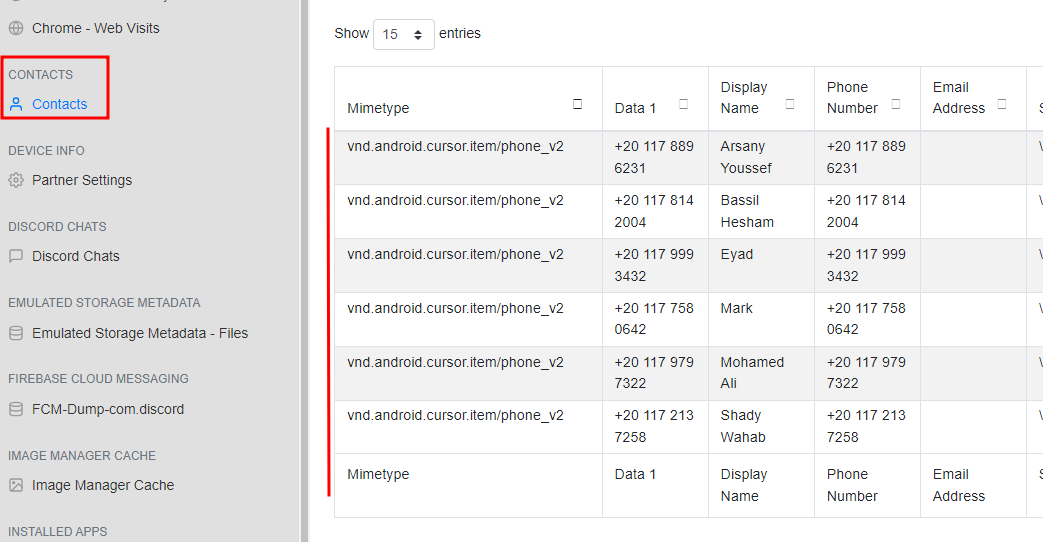 Chrome - Web Visits
CONTACTS
Contacts
DEVICE INFO
Partner Settings
DISCORD CHATS
Discord Chats
EMULATED STORAGE METADATA
Emulated Storage Metadata - Files
FIREBASE CLOUD MESSAGING
FCM-Dump-com.discord
IMAGE MANAGER CACHE
Image Manager Cache
INSTALLED APPS
Show 15 entries
Mimetype Data 1 Display Name Phone Number Email Address
vnd.android.cursor.item/phone_v2 +20 117 889 Arsany +20 117 889
6231 Youssef 6231
vnd.android.cursor.item/phone_v2 +20 117 814 Bassil +20 117 814
2004 Hesham 2004
vnd.android.cursor.item/phone_v2 +20 117 999 Eyad +20 117 999
3432 3432
vnd.android.cursor.item/phone_v2 +20 117 758 Mark +20 117 758
0642 0642
vnd.android.cursor.item/phone_v2 +20 117 979 Mohamed +20 117 979
7322 Ali 7322
vnd.android.cursor.item/phone_v2 +20 117 213 Shady +20 117 213
7258 Wahab 7258
Mimetype Data 1 Display Phone Email
Name Number Address